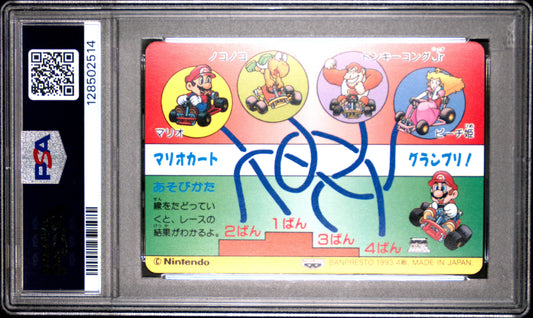 128502514
PSA
ノコノコ
ドンキーコングJr
マリオ
ピーチ姫
マリオカート
グランプリ!
あそびかた
線をたどってい
くと、レースの
結果がわかるよ。
2ばん
1ばん
3ばん
4ばん
© Nintendo
BANPRESTO 1993 MADE IN JAPAN